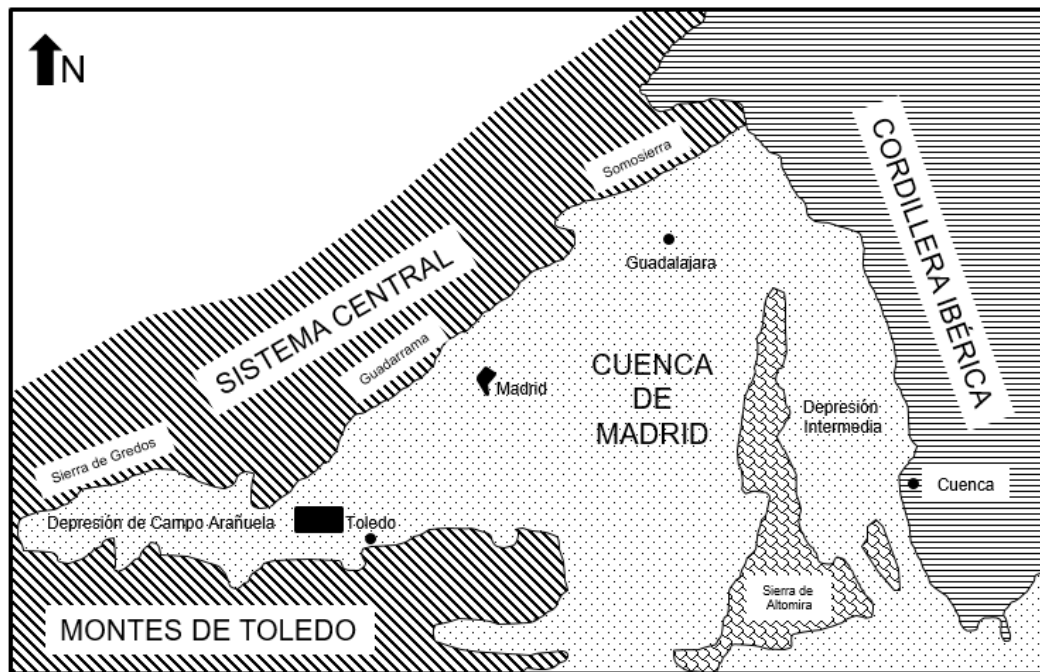 N
Somosierra
CORDILLERA IBÉRICA
Guadalajara
SISTEMA CENTRAL
Guadarrama
CUENCA
DE
MADRID
Madrid
Depresión
Intermedia
Sierra de Gredos
Cuenca
Depresión de Campo Arañuela
Toledo
Sierra de
Altomira
MONTES DE TOLEDO